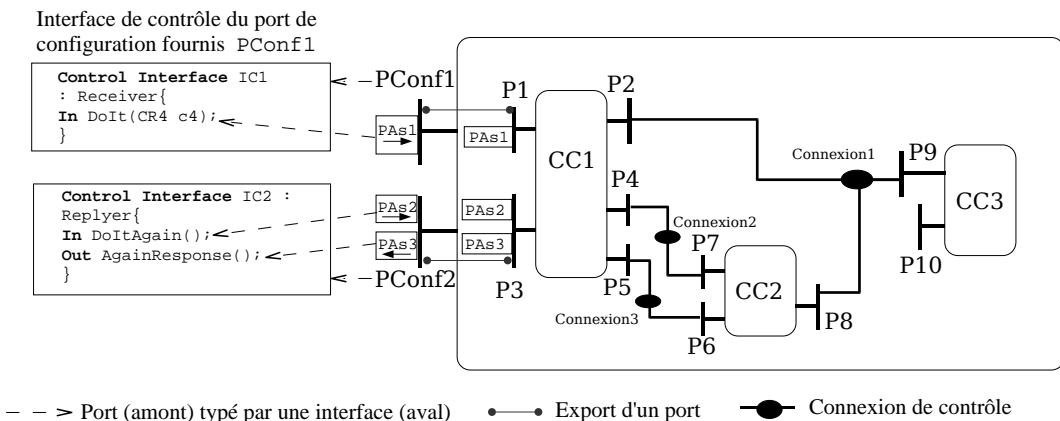 Interface de contrôle du port de
configuration fournis PConf1
Control Interface IC1
: Receiver{
In DoIt(CR4 c4);
}
PConf1
PAs1
P1
PAs1
CC1
P2
Connexion1
P9
CC3
P10
Control Interface IC2 :
Replyer{
In DoItAgain();
Out AgainResponse();
}
PAs2
PAs3
PConf2
PAs2
PAs3
P3
P4
Connexion2
P7
P5
Connexion3
CC2
P6
P8
Port (amont) typé par une interface (aval)
Export d'un port
Connexion de contrôle